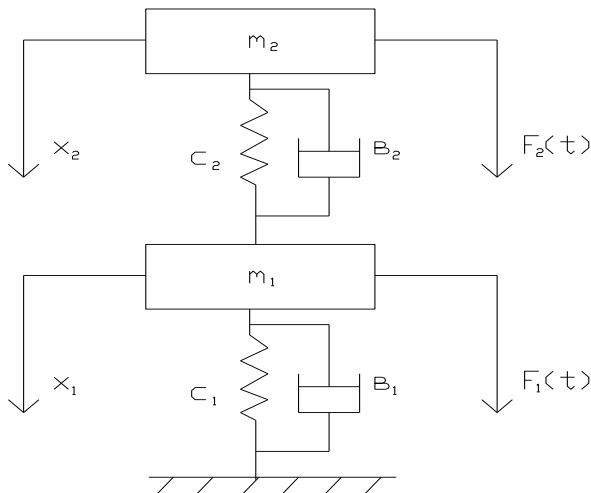 m₂
x₂
C₂
B₂
F₂(t)
m₁
x₁
C₁
B₁
F₁(t)